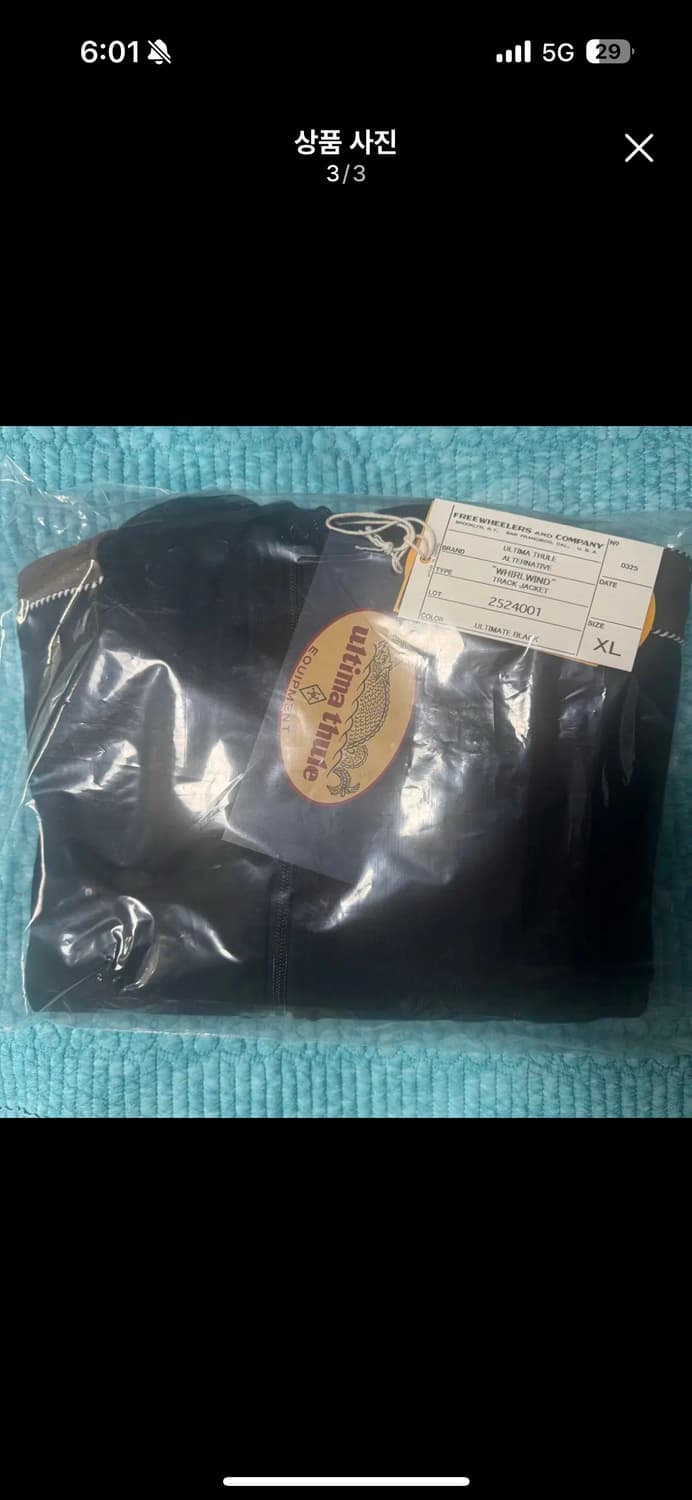 6:01
5G
29
상품 사진
3/3
FREEWHEELERS AND COMPANY
BROOKLYN, N.Y. SAN FRANCISCO, CAL., U.S.A.
NO
0325
BRAND
ULTIMA THULE
ALTERNATIVE
DATE
TYPE
"WHIRLWIND"
TRACK JACKET
LOT
2524001
SIZE
XL
COLOR
ULTIMATE BLACK
ultima thule
EQUIPMENT